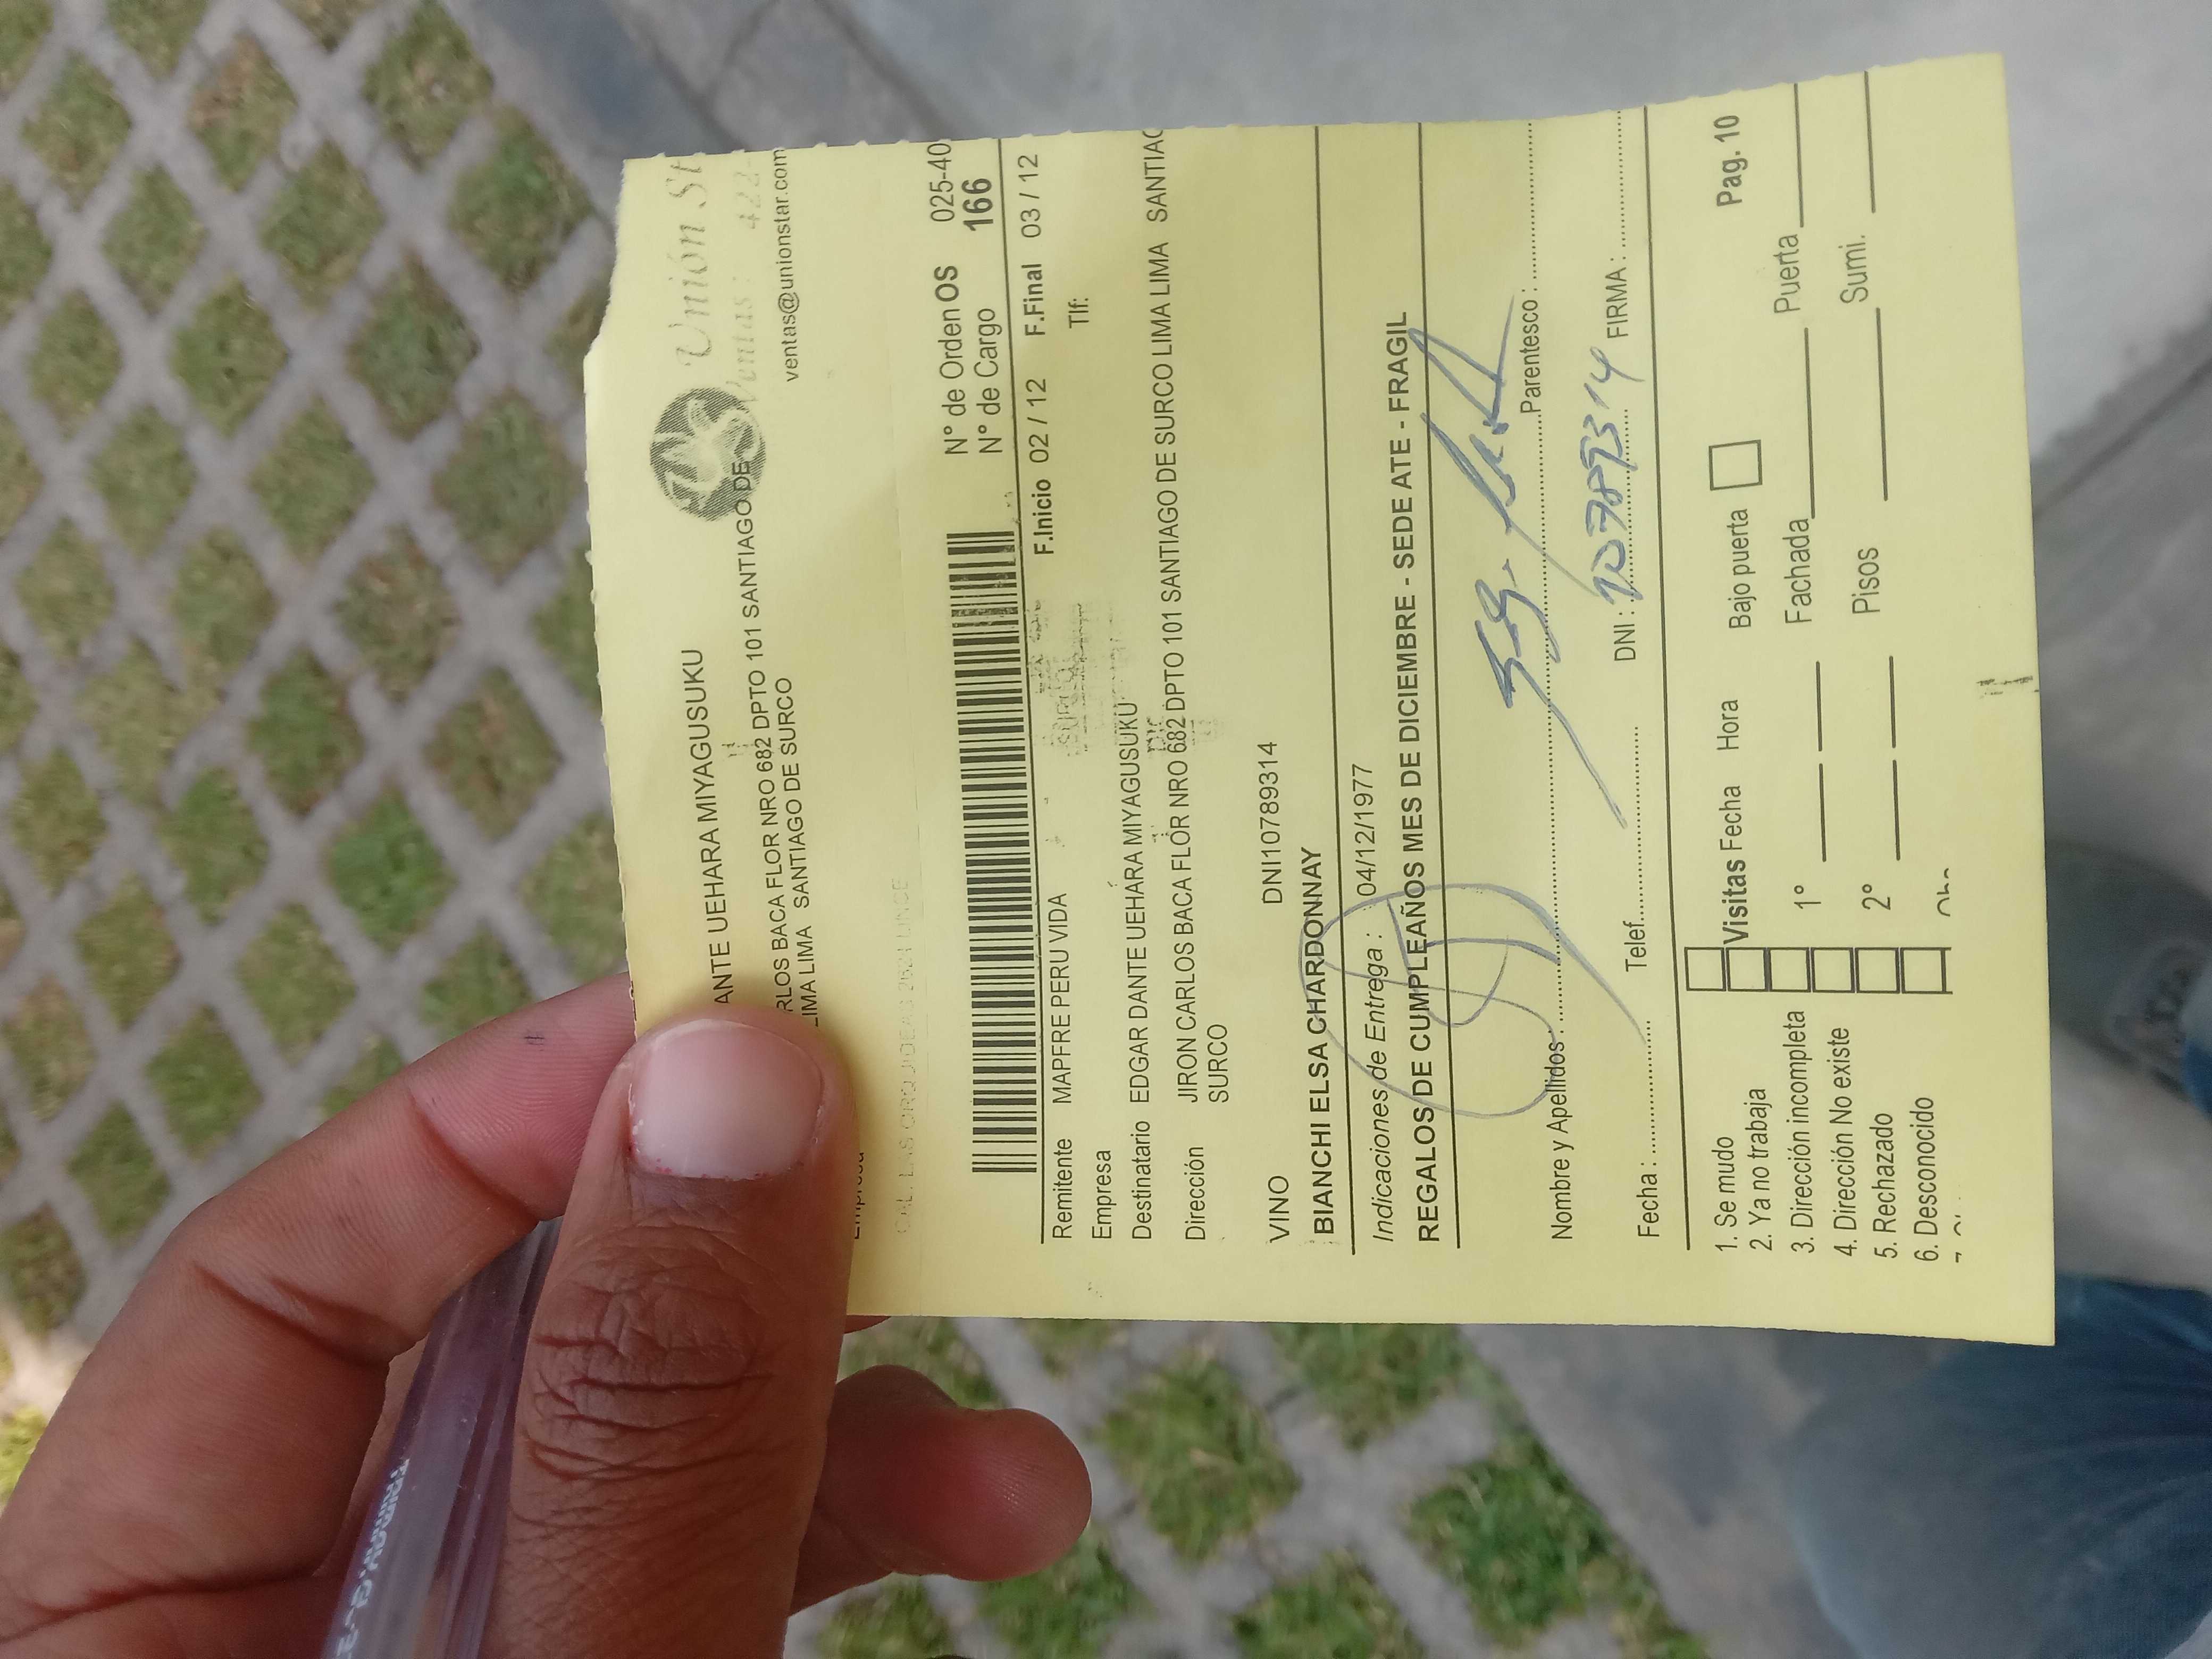 Unión St
Ventas: 422-
ventas@unionstar.com
ANTE UEHARA MIYAGUSUKU
RLOS BACA FLOR NRO 682 DPTO 101 SANTIAGO DE
LIMA LIMA SANTIAGO DE SURCO
N° de Orden OS 025-40
N° de Cargo 166
F.Inicio 02 / 12 F.Final 03 / 12
Remitente MAPFRE PERU VIDA
Empresa Tlf:
Destinatario EDGAR DANTE UEHARA MIYAGUSUKU
Dirección JIRON CARLOS BACA FLOR NRO 682 DPTO 101 SANTIAGO DE SURCO LIMA LIMA SANTIAG
SURCO
VINO DNI10789314
BIANCHI ELSA CHARDONNAY
Indicaciones de Entrega : 04/12/1977
REGALOS DE CUMPLEAÑOS MES DE DICIEMBRE - SEDE ATE - FRAGIL
Nombre y Apellidos: Parentesco :
Fecha : Telef. DNI : 10789314 FIRMA :
1. Se mudo Visitas Fecha Hora Bajo puerta Pag. 10
2. Ya no trabaja
3. Dirección incompleta 1° Fachada Puerta
4. Dirección No existe
5. Rechazado 2° Pisos Sumi.
6. Desconocido